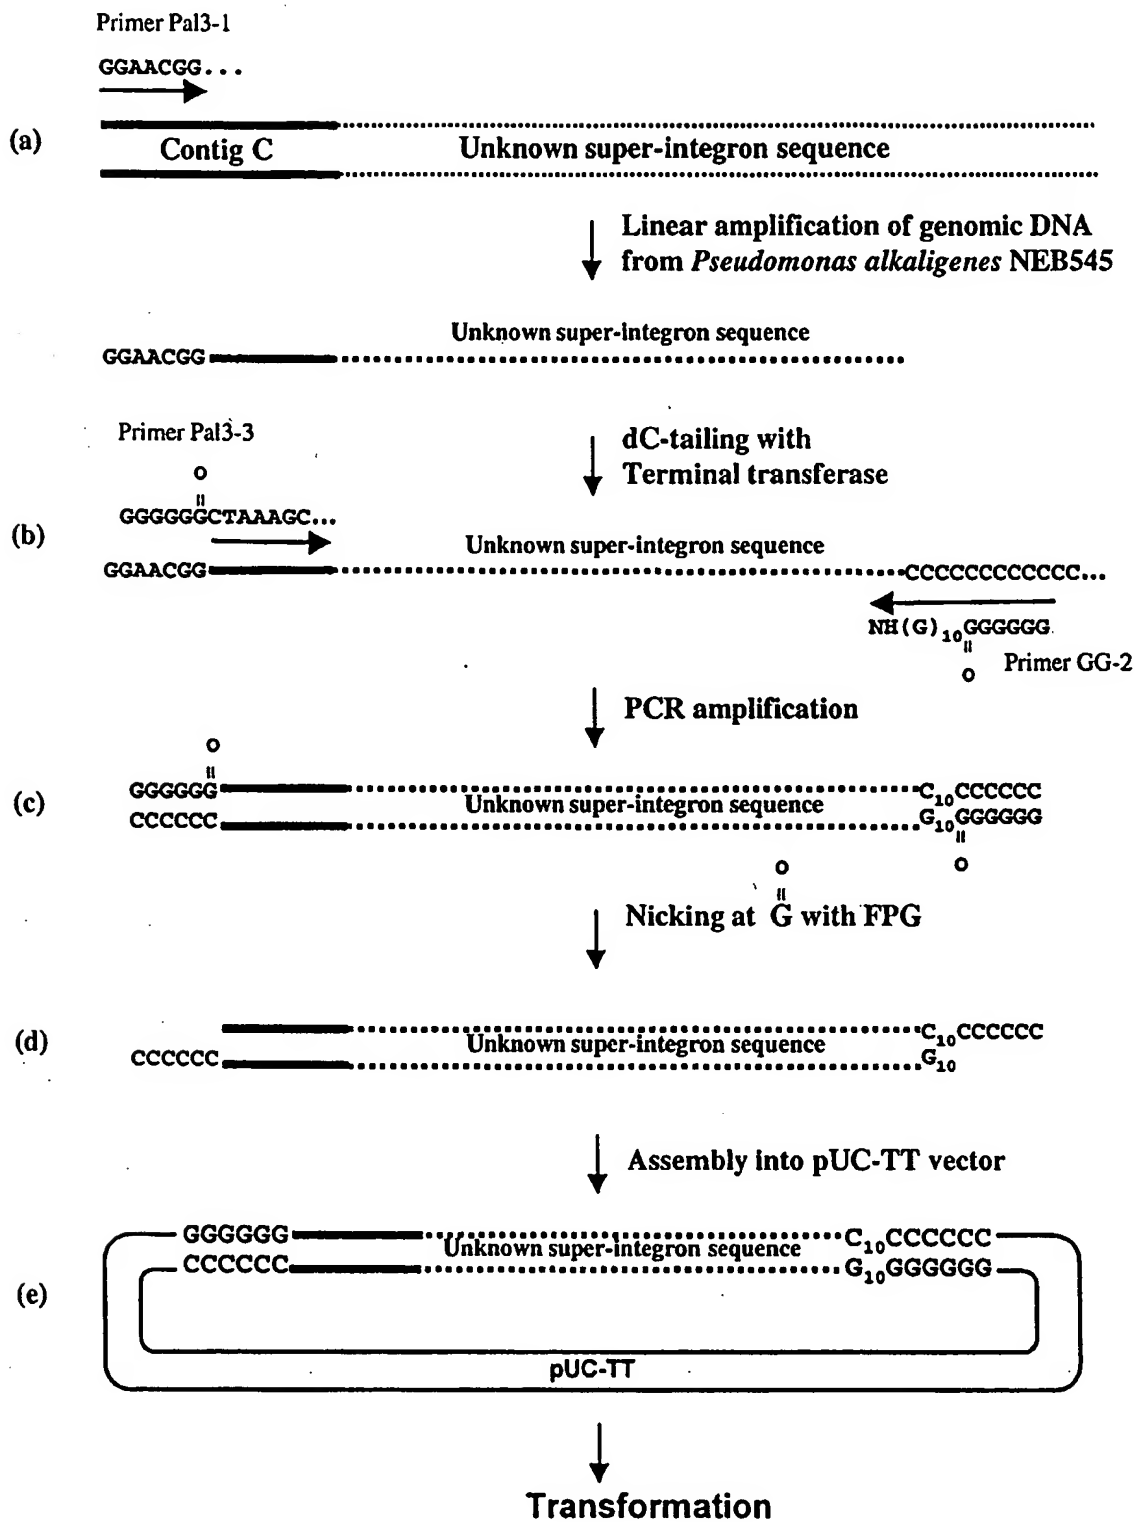 Primer Pal3-1
GGAACGG...
(a)
Contig C
Unknown super-integron sequence
Linear amplification of genomic DNA
from Pseudomonas alkaligenes NEB545
Unknown super-integron sequence
GGAACGG
Primer Pal3-3
dC-tailing with
Terminal transferase
O
GGGGGGCTAAAGC...
(b)
Unknown super-integron sequence
GGAACGG
CCCCCCCCCCCC...
NH(G)10GGGGGG
O
Primer GG-2
PCR amplification
O
(c)
GGGGGG
C10CCCCCC
Unknown super-integron sequence
CCCCCC
G10GGGGGG
O
O
Nicking at G with FPG
(d)
C10CCCCCC
Unknown super-integron sequence
CCCCCC
G10
Assembly into pUC-TT vector
GGGGGG
C10CCCCCC
Unknown super-integron sequence
CCCCCC
G10GGGGGG
(e)
pUC-TT
Transformation